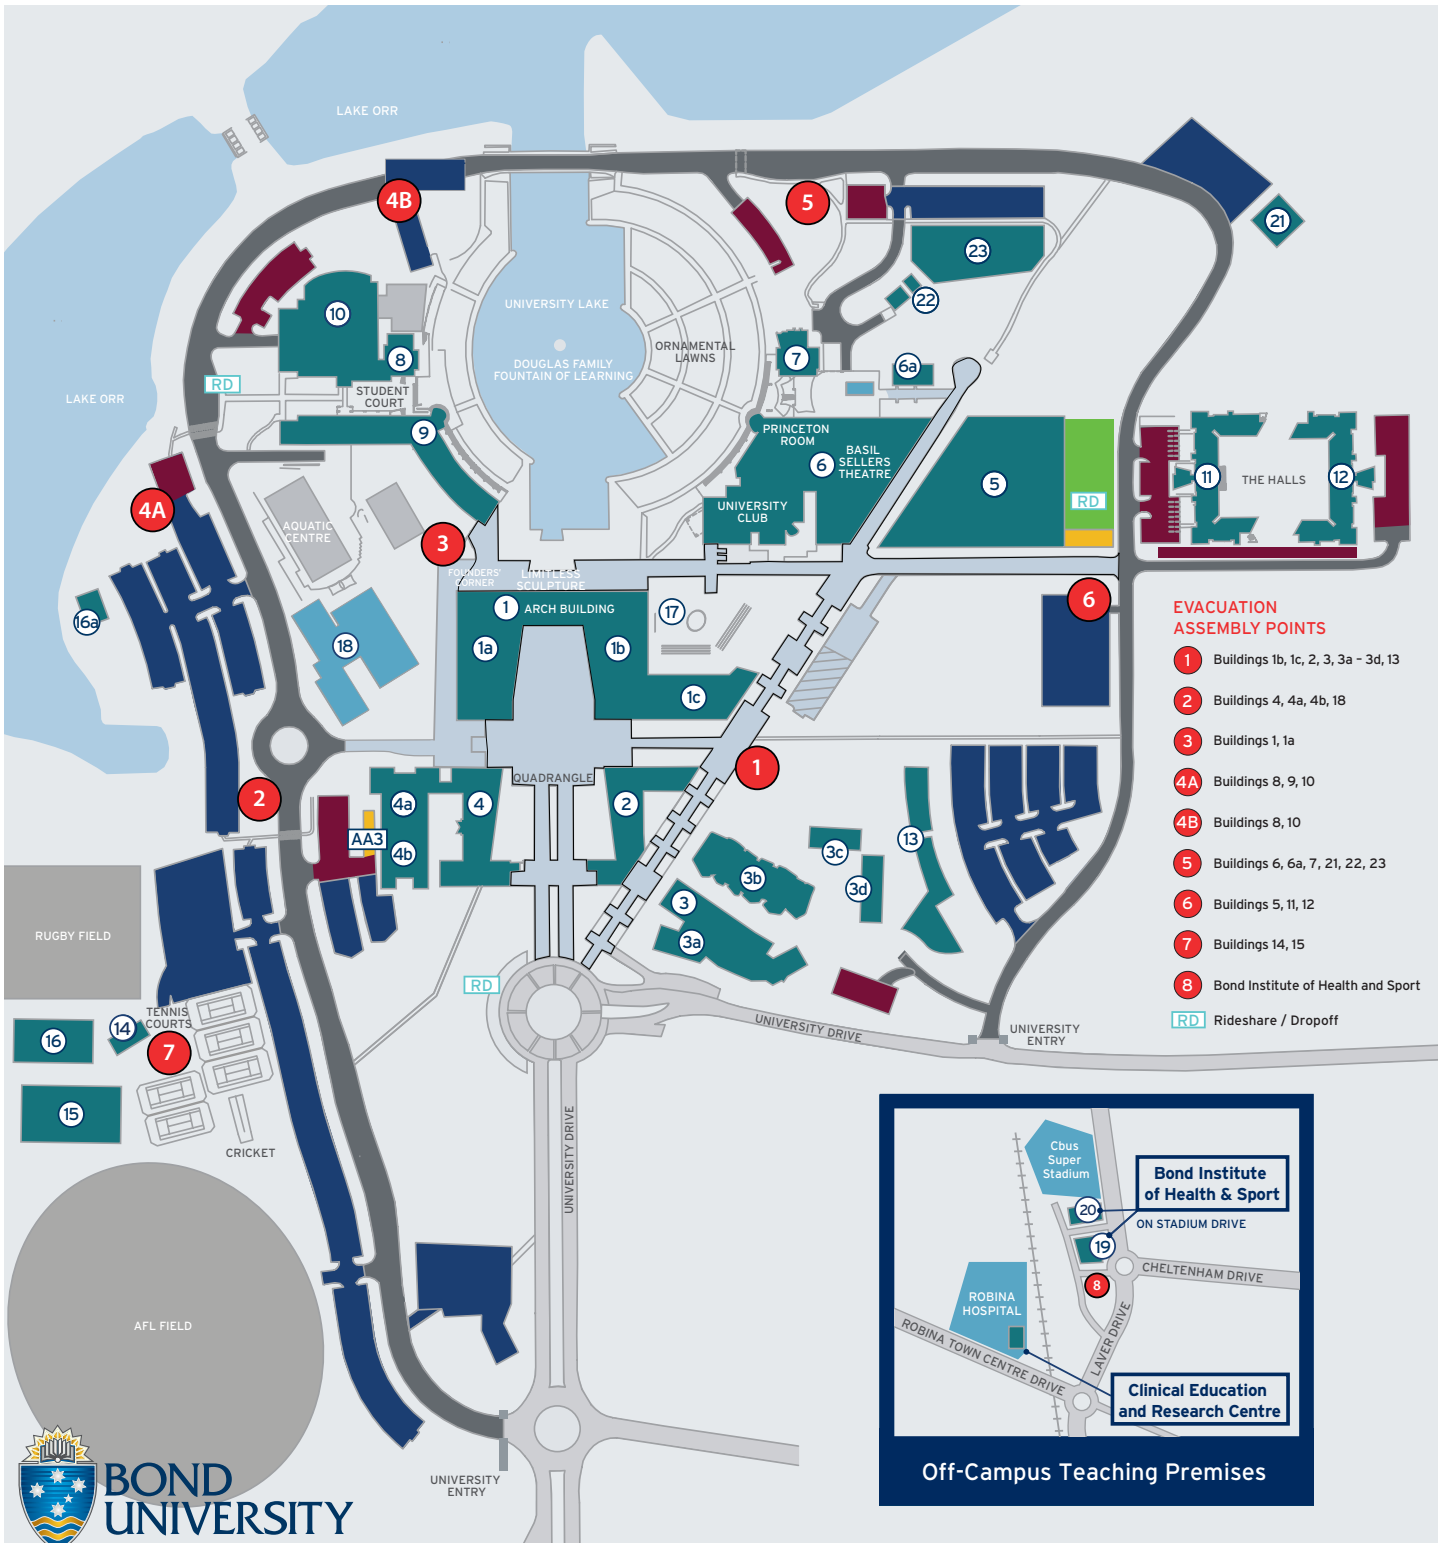 LAKE ORR
4B
5
21
23
22
10
UNIVERSITY LAKE
8
ORNAMENTAL
LAWNS
7
6a
DOUGLAS FAMILY
FOUNTAIN OF LEARNING
RD
STUDENT
COURT
LAKE ORR
9
PRINCETON
ROOM
6
BASIL
SELLERS
THEATRE
5
11
THE HALLS
12
RD
4A
UNIVERSITY
CLUB
AQUATIC
CENTRE
3
FOUNDERS'
CORNER
LIMITLESS
SCULPTURE
1
ARCH BUILDING
17
6
16a
18
1a
1b
1c
EVACUATION
ASSEMBLY POINTS
1 Buildings 1b, 1c, 2, 3, 3a – 3d, 13
2 Buildings 4, 4a, 4b, 18
3 Buildings 1, 1a
4A Buildings 8, 9, 10
4B Buildings 8, 10
5 Buildings 6, 6a, 7, 21, 22, 23
6 Buildings 5, 11, 12
7 Buildings 14, 15
8 Bond Institute of Health and Sport
RD Rideshare / Dropoff
1
QUADRANGLE
2
4a
4
2
AA3
4b
13
3c
3b
3d
3
3a
RUGBY FIELD
RD
TENNIS
COURTS
14
16
7
UNIVERSITY DRIVE
UNIVERSITY
ENTRY
15
CRICKET
UNIVERSITY DRIVE
AFL FIELD
Cbus
Super
Stadium
Bond Institute
of Health & Sport
20
ON STADIUM DRIVE
19
CHELTENHAM DRIVE
8
ROBINA
HOSPITAL
LAVER DRIVE
ROBINA TOWN CENTRE DRIVE
Clinical Education
and Research Centre
Off-Campus Teaching Premises
UNIVERSITY
ENTRY
BOND
UNIVERSITY